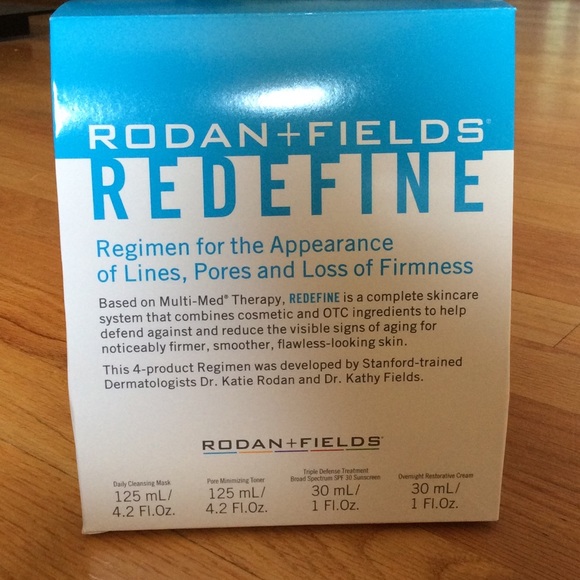 RODAN+FIELDS®
REDEFINE
Regimen for the Appearance
of Lines, Pores and Loss of Firmness
Based on Multi-Med® Therapy, REDEFINE is a complete skincare
system that combines cosmetic and OTC ingredients to help
defend against and reduce the visible signs of aging for
noticeably firmer, smoother, flawless-looking skin.
This 4-product Regimen was developed by Stanford-trained
Dermatologists Dr. Katie Rodan and Dr. Kathy Fields.
RODAN+FIELDS®
Daily Cleansing Mask
125 mL/
4.2 Fl.Oz.
Pore Minimizing Toner
125 mL/
4.2 Fl.Oz.
Triple Defense Treatment
Broad Spectrum SPF 30 Sunscreen
30 mL/
1 Fl.Oz.
Overnight Restorative Cream
30 mL/
1 Fl.Oz.